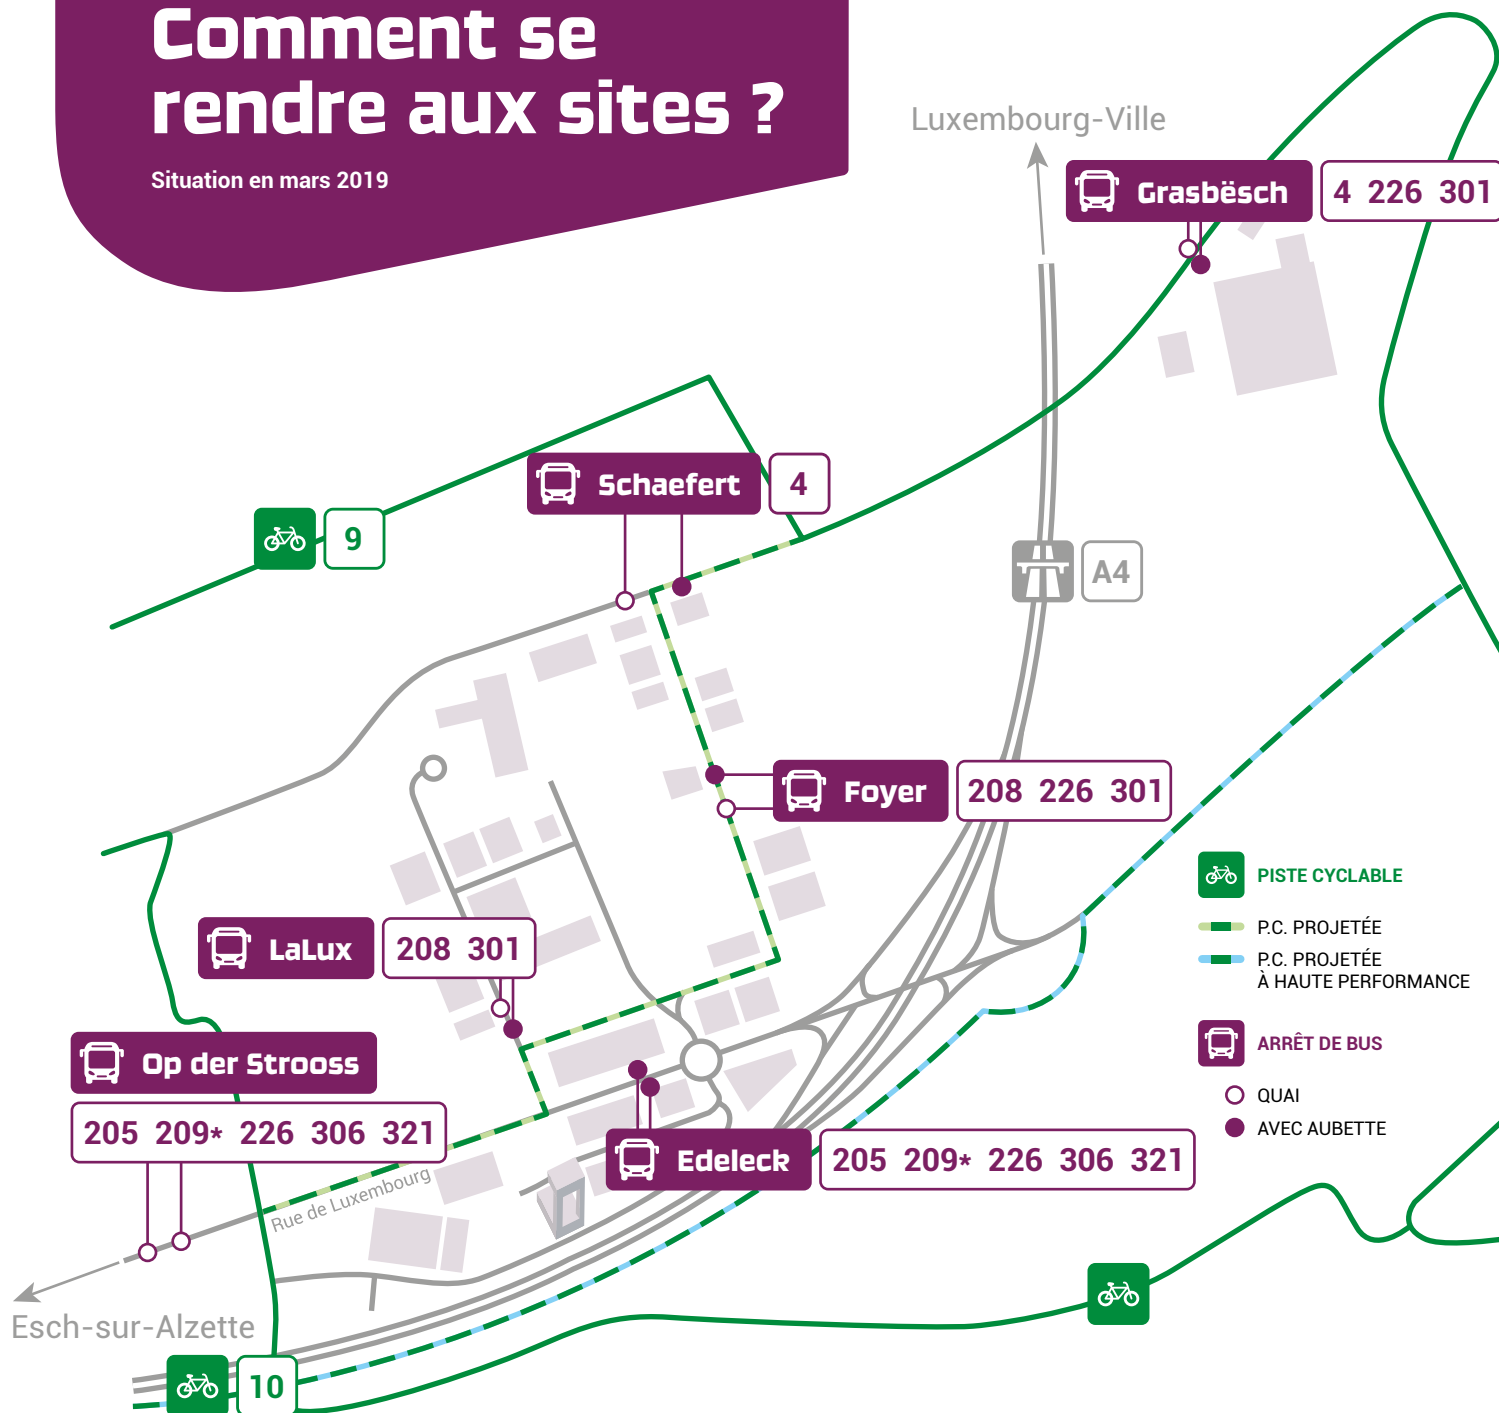 Comment se
rendre aux sites ?
Situation en mars 2019
Luxembourg-Ville
Grasbësch
4 226 301
Schaefert
4
9
A4
Foyer
208 226 301
LaLux
208 301
Op der Strooss
205 209* 226 306 321
Edeleck
205 209* 226 306 321
Rue de Luxembourg
Esch-sur-Alzette
10
PISTE CYCLABLE
P.C. PROJETÉE
P.C. PROJETÉE
À HAUTE PERFORMANCE
ARRÊT DE BUS
QUAI
AVEC AUBETTE